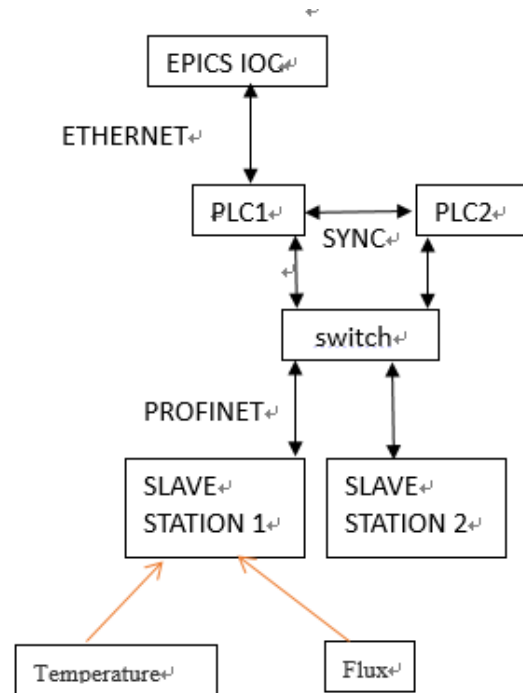 EPICS IOC
ETHERNET
PLC1
PLC2
SYNC
switch
PROFINET
SLAVE
STATION 1
SLAVE
STATION 2
Temperature
Flux